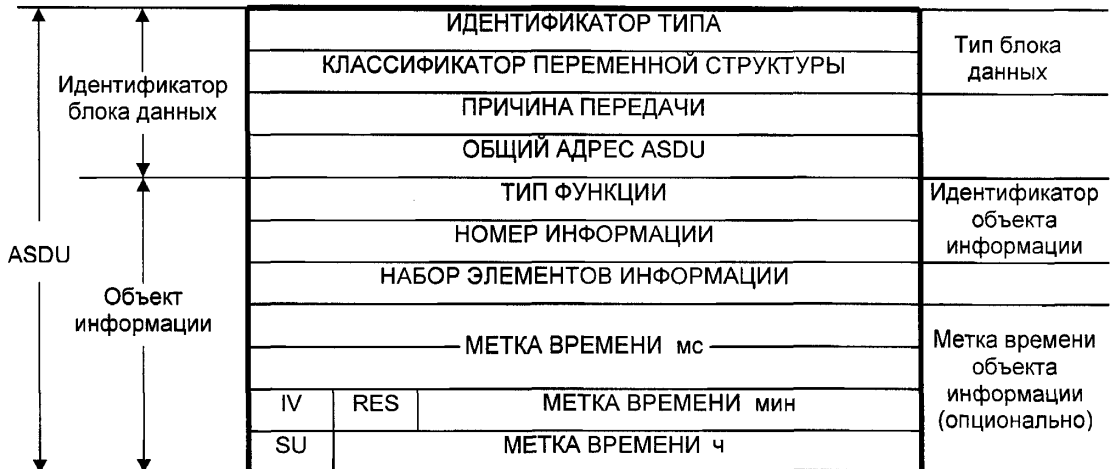 ИДЕНТИФИКАТОР ТИПА
КЛАССИФИКАТОР ПЕРЕМЕННОЙ СТРУКТУРЫ
Тип блока
данных
Идентификатор
блока данных
ПРИЧИНА ПЕРЕДАЧИ
ОБЩИЙ АДРЕС ASDU
ТИП ФУНКЦИИ
НОМЕР ИНФОРМАЦИИ
Идентификатор
объекта
информации
ASDU
НАБОР ЭЛЕМЕНТОВ ИНФОРМАЦИИ
Объект
информации
МЕТКА ВРЕМЕНИ мс
IV RES МЕТКА ВРЕМЕНИ мин
SU МЕТКА ВРЕМЕНИ ч
Метка времени
объекта
информации
(опционально)